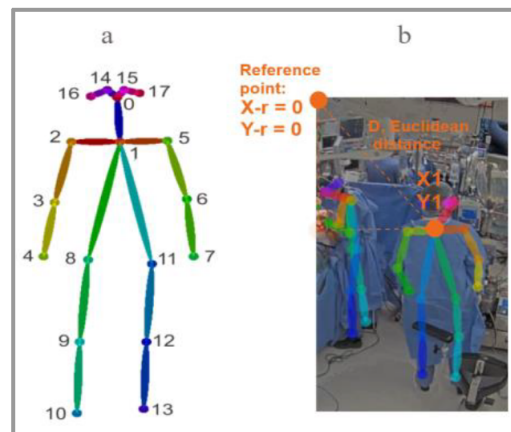 a
b
14 15
16 17
0
2 5
1
3 6
4 7
8 11
9 12
10 13
Reference
point:
X-r = 0
Y-r = 0
D. Euclidean
distance
X1
Y1